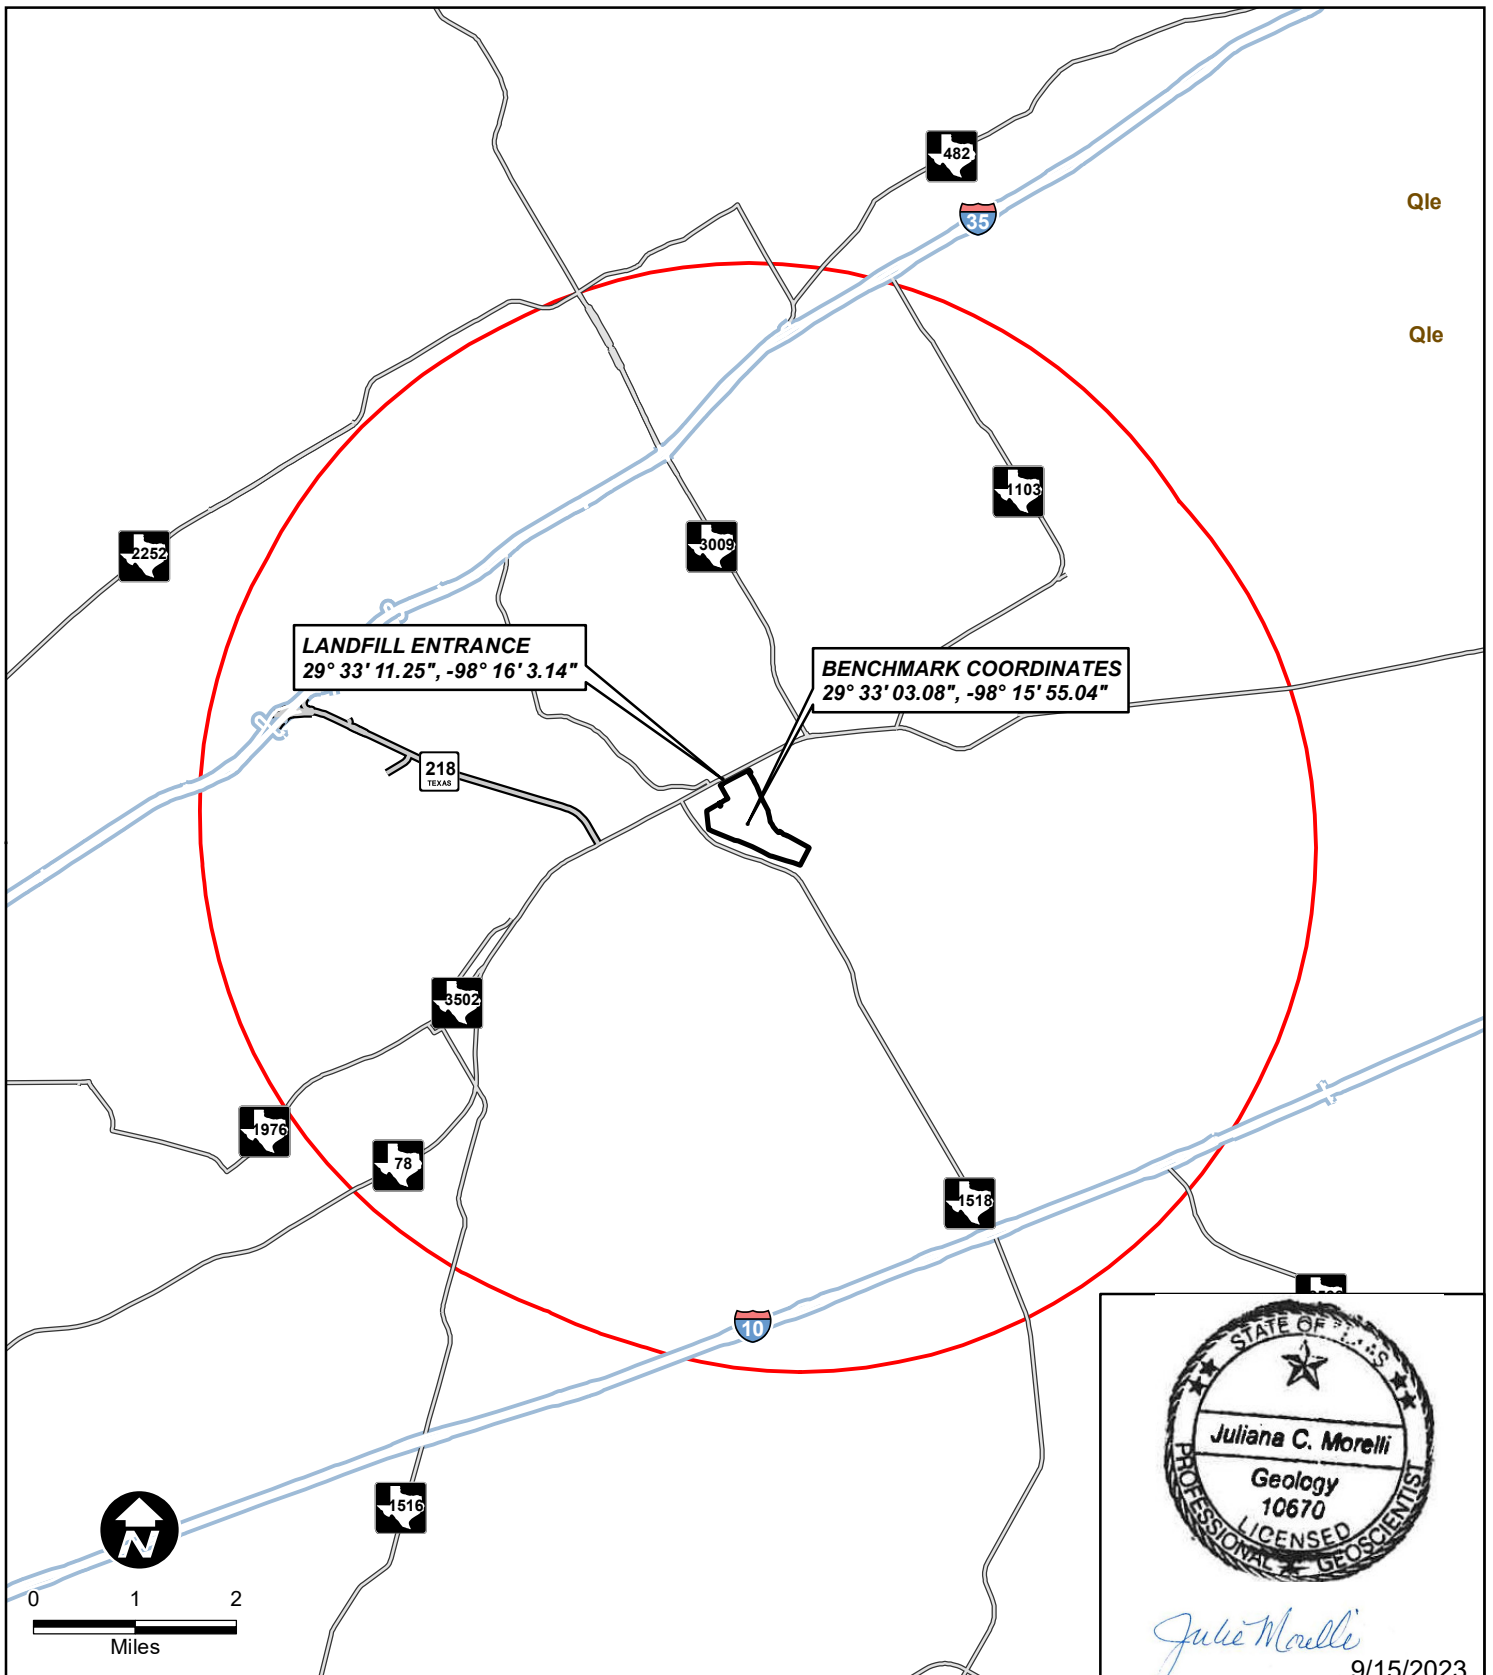 482
35
Qle
Qle
1103
3009
2252
LANDFILL ENTRANCE
29° 33' 11.25", -98° 16' 3.14"
BENCHMARK COORDINATES
29° 33' 03.08", -98° 15' 55.04"
218
TEXAS
3502
1976
78
1518
10
1516
N
0 1 2
Miles
STATE OF
Juliana C. Morelli
Geology
10670
LICENSED
PROFESSIONAL GEOSCIENTIST
Julie Morelli
9/15/2023